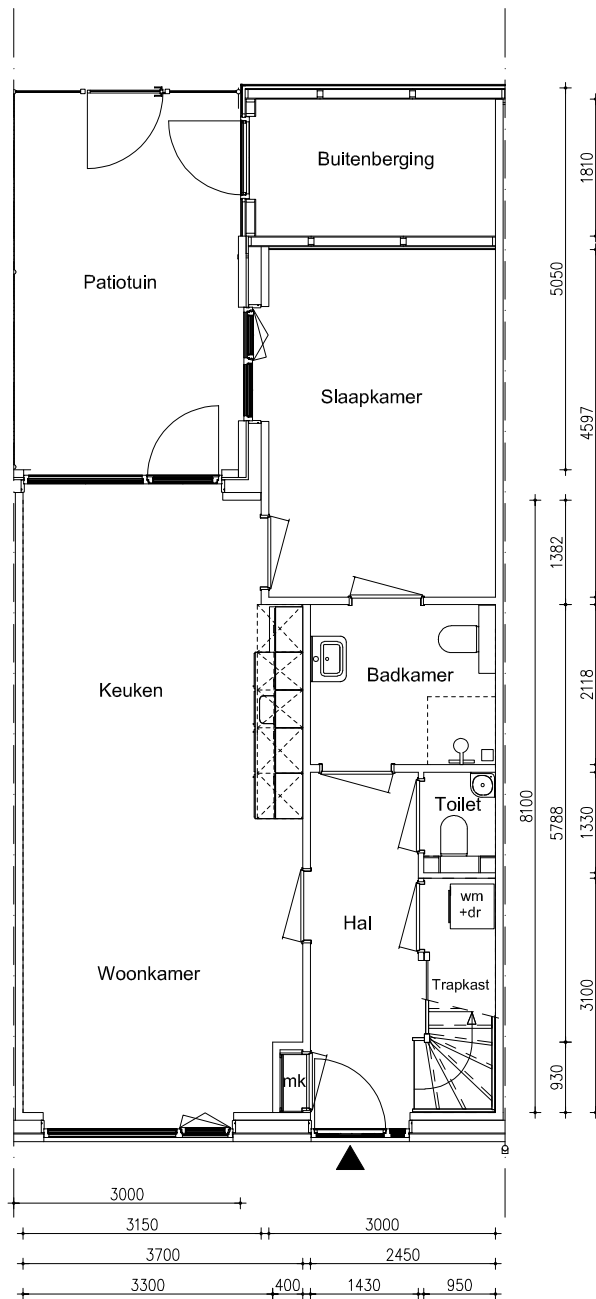 Buitenberging
1810
Patiotuin
5050
Slaapkamer
4597
1382
Keuken
Badkamer
2118
Toilet
8100
5788
1330
wm
+dr
Hal
Woonkamer
Trapkast
3100
mk
930
3000
3150
3000
3700
2450
3300
400
1430
950